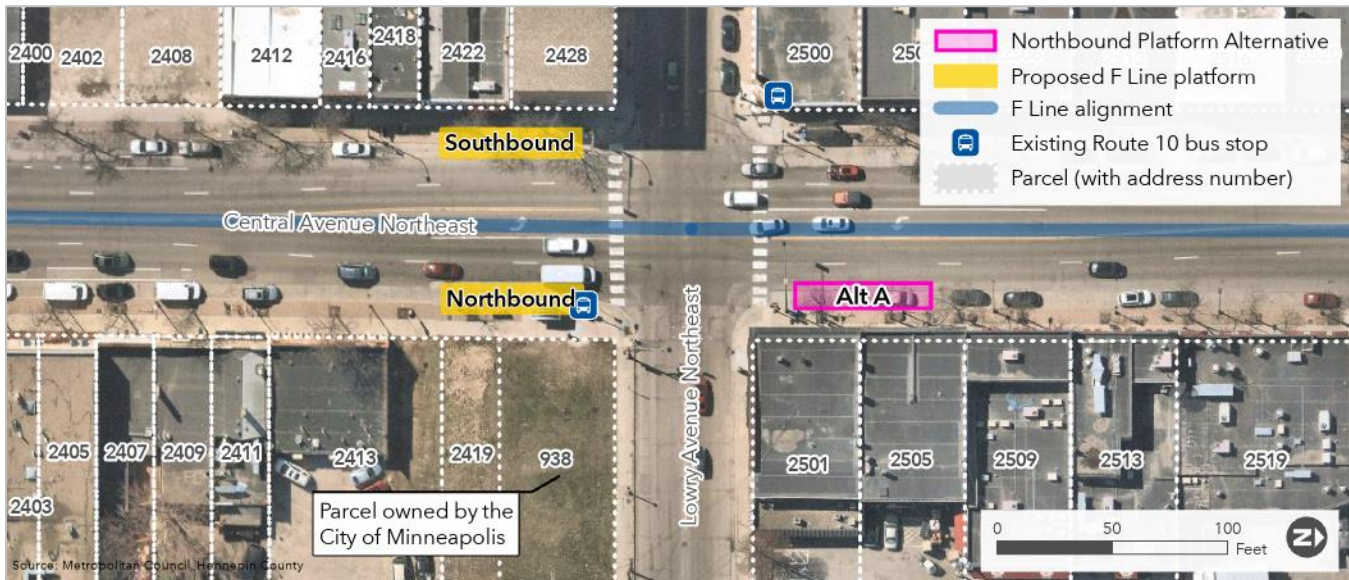 2400
2402
2408
2412
2416
2418
2422
2428
2500
Northbound Platform Alternative
Proposed F Line platform
F Line alignment
Existing Route 10 bus stop
Parcel (with address number)
Southbound
Central Avenue Northeast
Northbound
Alt A
Lowry Avenue Northeast
2403
2405
2407
2409
2411
2413
2419
938
2501
2505
2509
2513
2519
Parcel owned by the
City of Minneapolis
0 50 100
Feet
N
Source: Metropolitan Council, Hennepin County